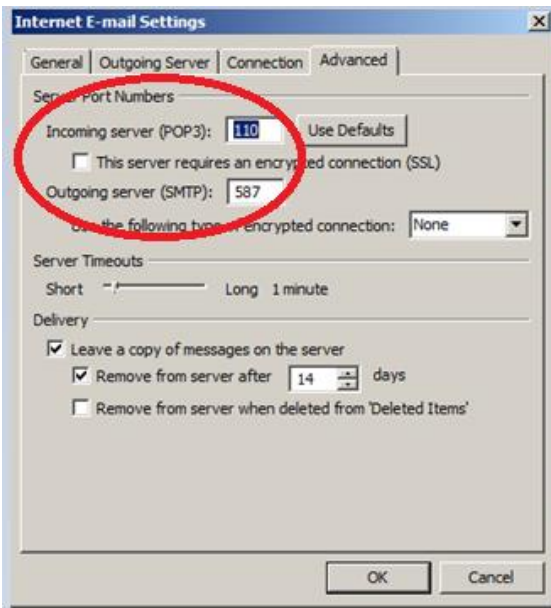 Internet E-mail Settings
General Outgoing Server Connection Advanced
Server Port Numbers
Incoming server (POP3): 110 Use Defaults
This server requires an encrypted connection (SSL)
Outgoing server (SMTP): 587
Use the following type of encrypted connection: None
Server Timeouts
Short Long 1 minute
Delivery
Leave a copy of messages on the server
Remove from server after 14 days
Remove from server when deleted from 'Deleted Items'
OK Cancel